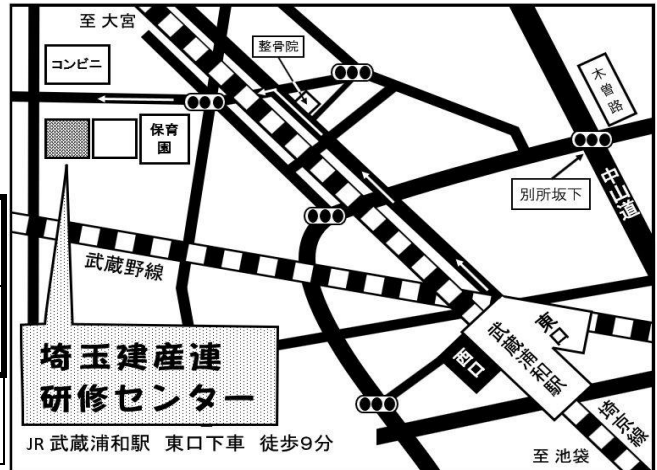 至 大宮
整骨院
コンビニ
木曽路
保育
園
別所坂下
中山道
武蔵野線
東口
武蔵浦和駅
西口
埼玉建産連
研修センター
埼京線
JR 武蔵浦和駅 東口下車 徒歩9分
至 池袋